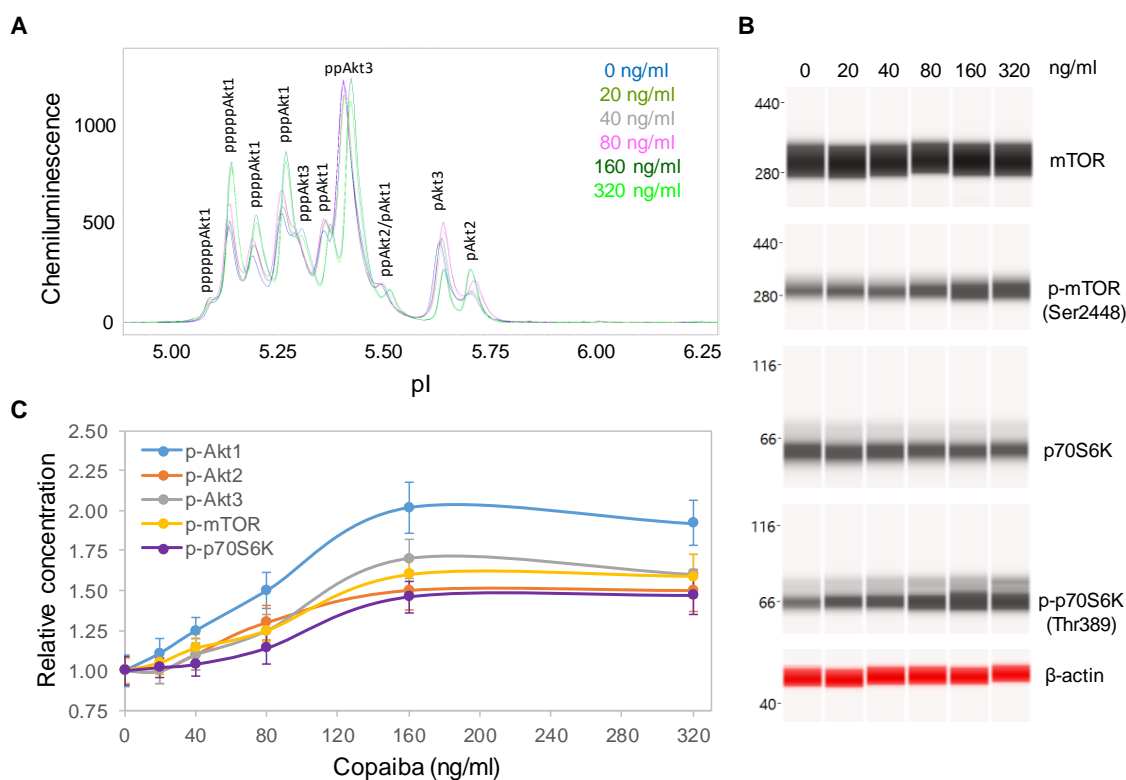 A
Chemiluminescence
1000
500
0
ppppppAkt1
pppppAkt1
ppppAkt1
pppAkt1
pppAkt3
ppAkt1
ppAkt3
ppAkt2/pAkt1
pAkt3
pAkt2
0 ng/ml
20 ng/ml
40 ng/ml
80 ng/ml
160 ng/ml
320 ng/ml
5.00 5.25 5.50 5.75 6.00 6.25
pI
B
0 20 40 80 160 320 ng/ml
440-
280-
mTOR
440-
280-
p-mTOR
(Ser2448)
116-
66-
p70S6K
116-
66-
p-p70S6K
(Thr389)
40-
β-actin
C
Relative concentration
2.50
2.25
2.00
1.75
1.50
1.25
1.00
0.75
p-Akt1
p-Akt2
p-Akt3
p-mTOR
p-p70S6K
0 40 80 120 160 200 240 280 320
Copaiba (ng/ml)